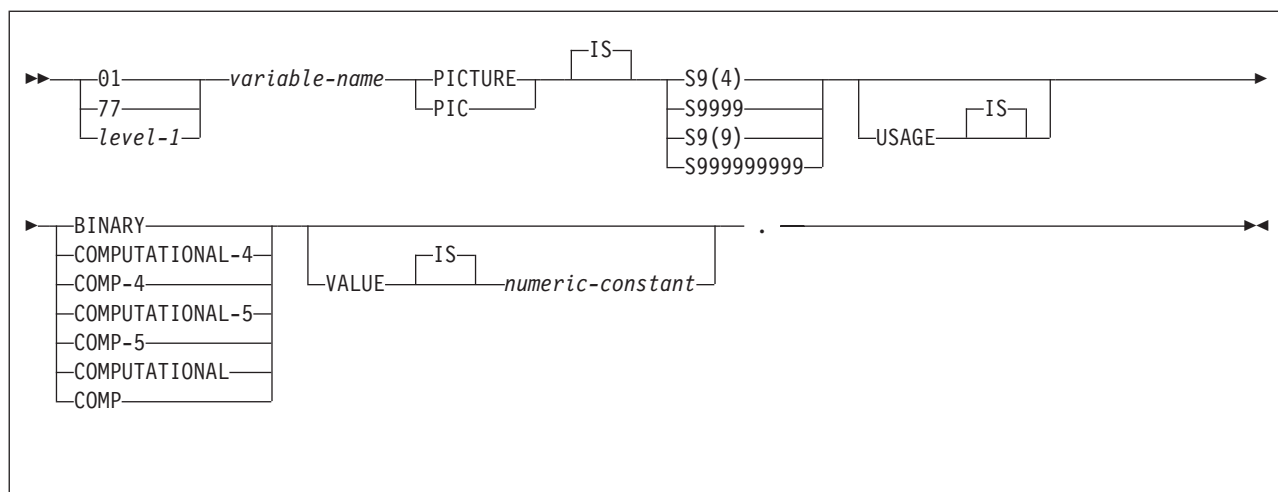 IS
01 variable-name PICTURE S9(4)
77 PIC S9999 IS
level-1 S9(9) USAGE
S999999999
BINARY .
COMPUTATIONAL-4 IS
COMP-4 VALUE numeric-constant
COMPUTATIONAL-5
COMP-5
COMPUTATIONAL
COMP